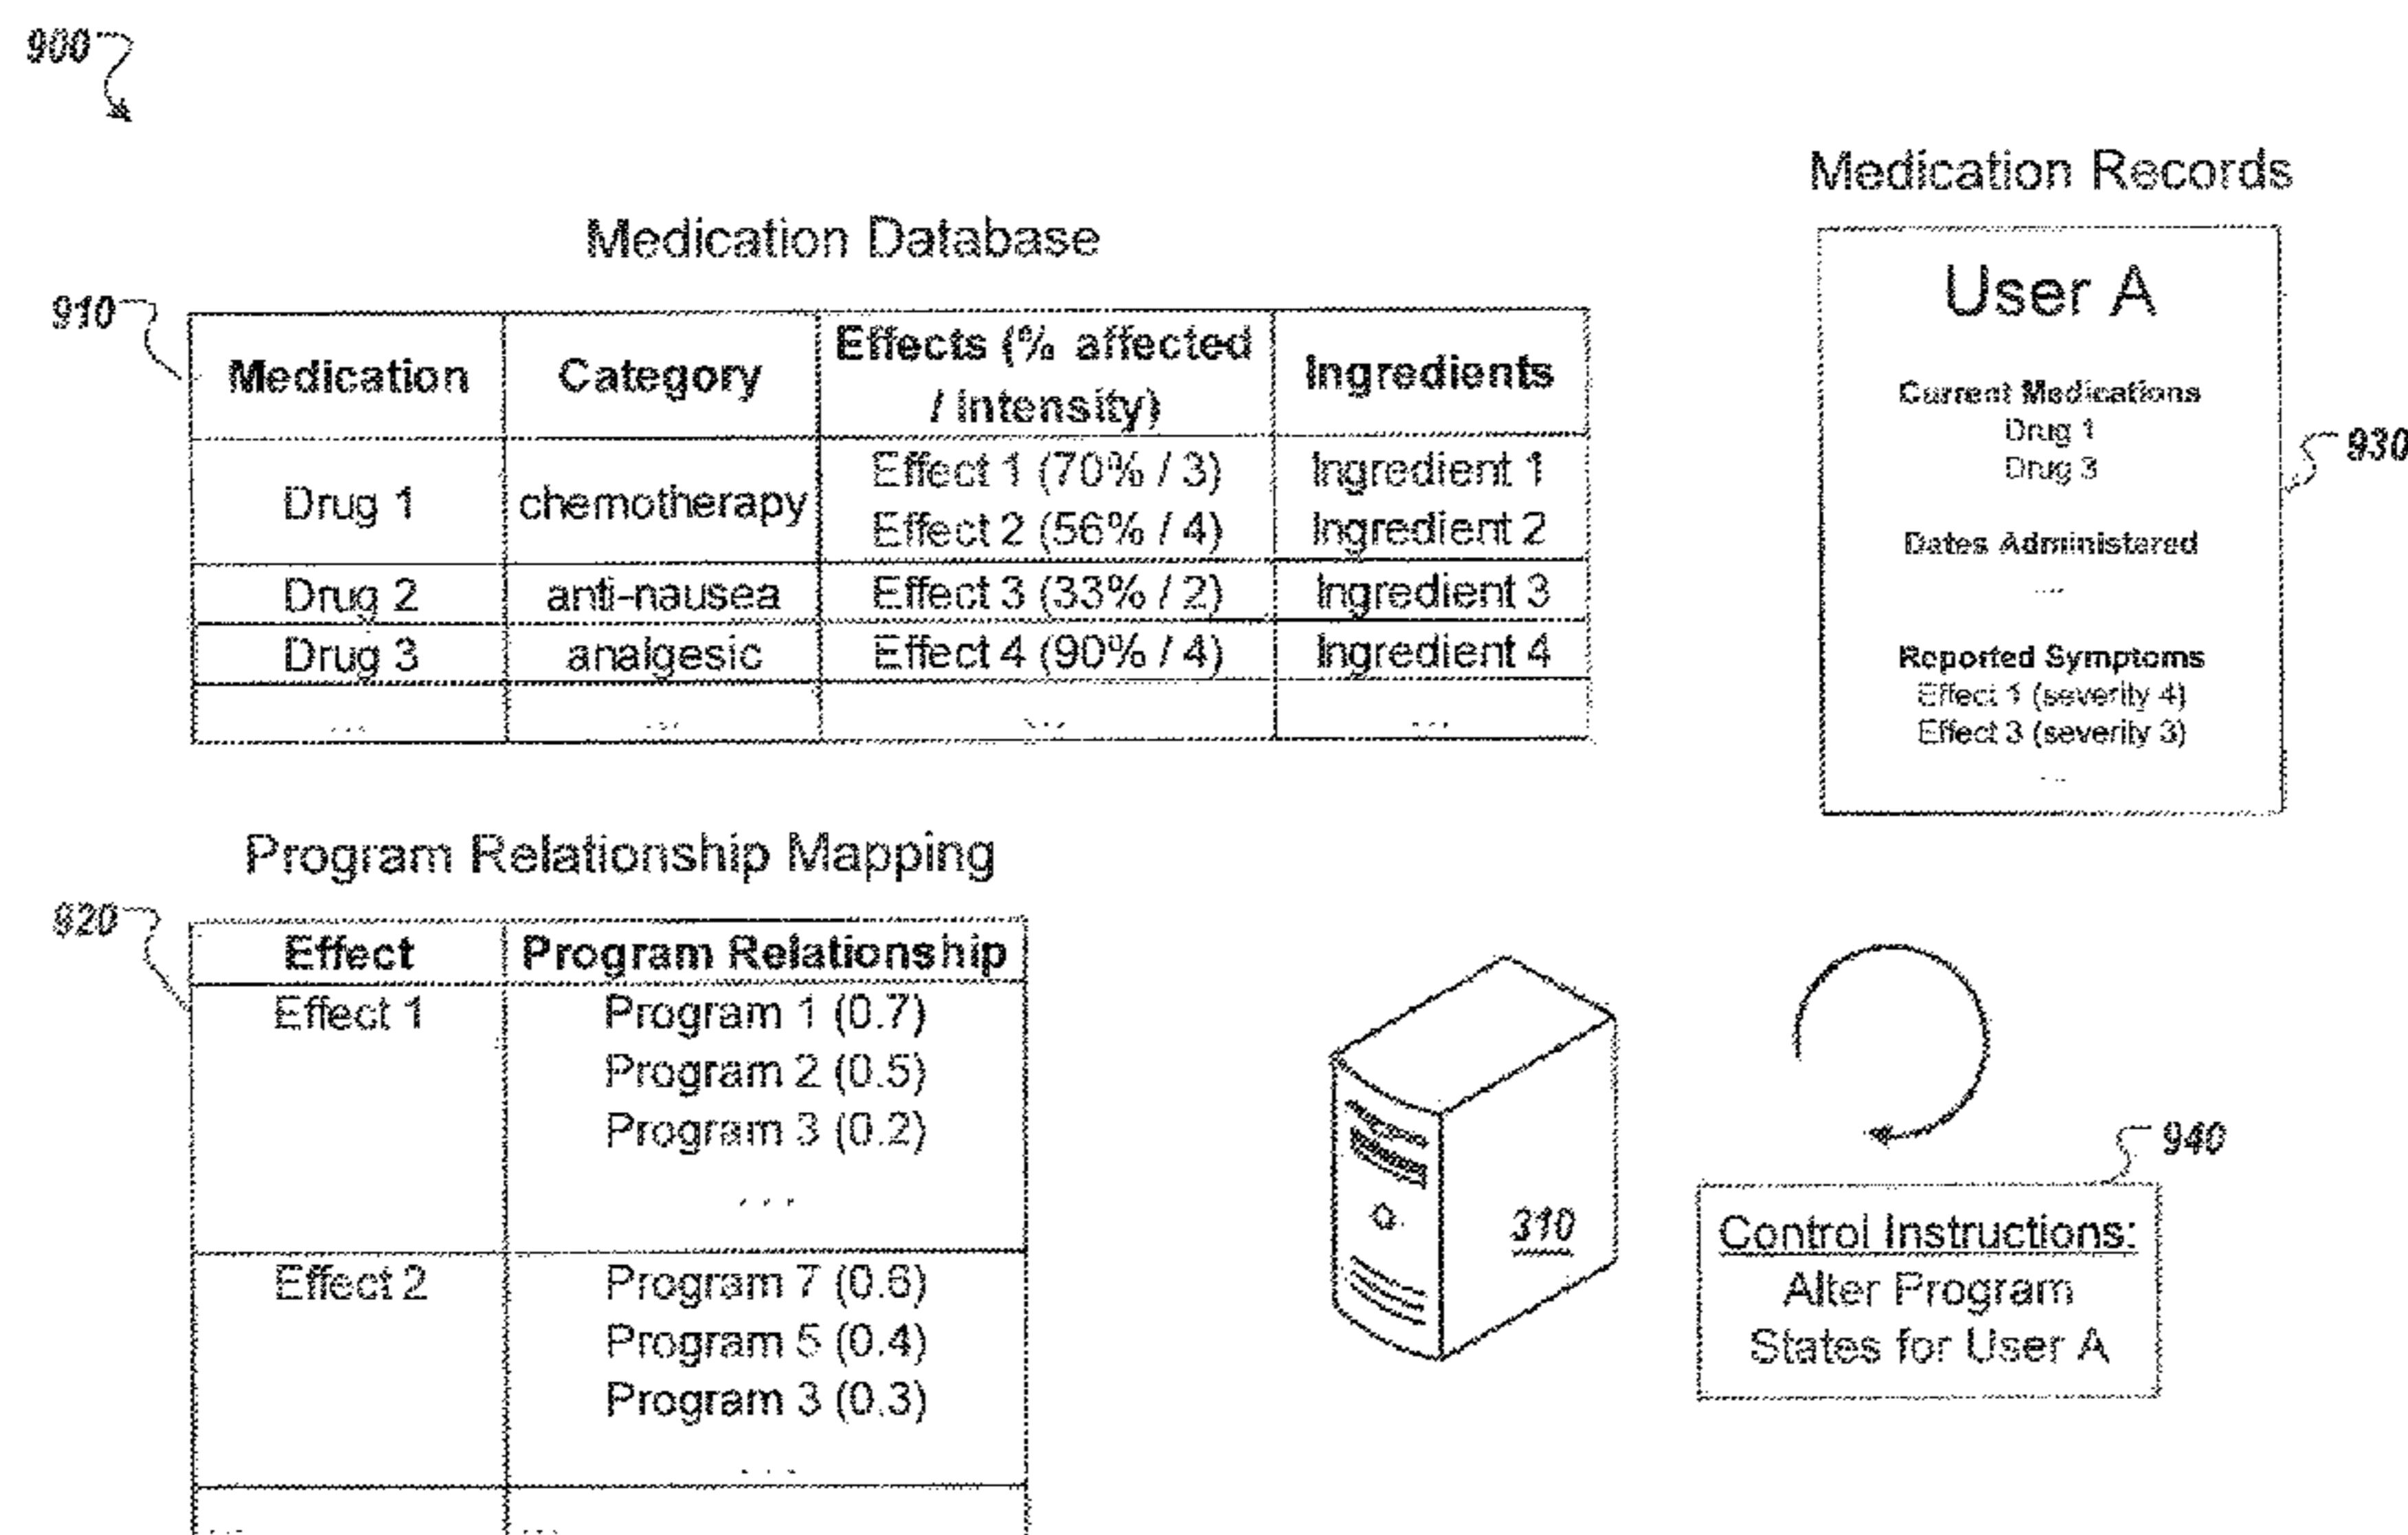 900
Medication Records
Medication Database
User A
910
Medication Category Effects (% affected / Intensity) Ingredients
Current Medications
Drug 1
Drug 3
930
Drug 1 chemotherapy Effect 1 (70% / 3) Ingredient 1
Effect 2 (56% / 4) Ingredient 2
Dates Administered
...
Drug 2 anti-nausea Effect 3 (33% / 2) Ingredient 3
Drug 3 analgesic Effect 4 (90% / 4) Ingredient 4
... ... ... ...
Reported Symptoms
Effect 1 (severity 4)
Effect 3 (severity 3)
...
Program Relationship Mapping
920
Effect Program Relationship
Effect 1 Program 1 (0.7)
Program 2 (0.5)
Program 3 (0.2)
...
Effect 2 Program 7 (0.6)
Program 5 (0.4)
Program 3 (0.3)
...
... ...
310
940
Control Instructions:
Alter Program
States for User A